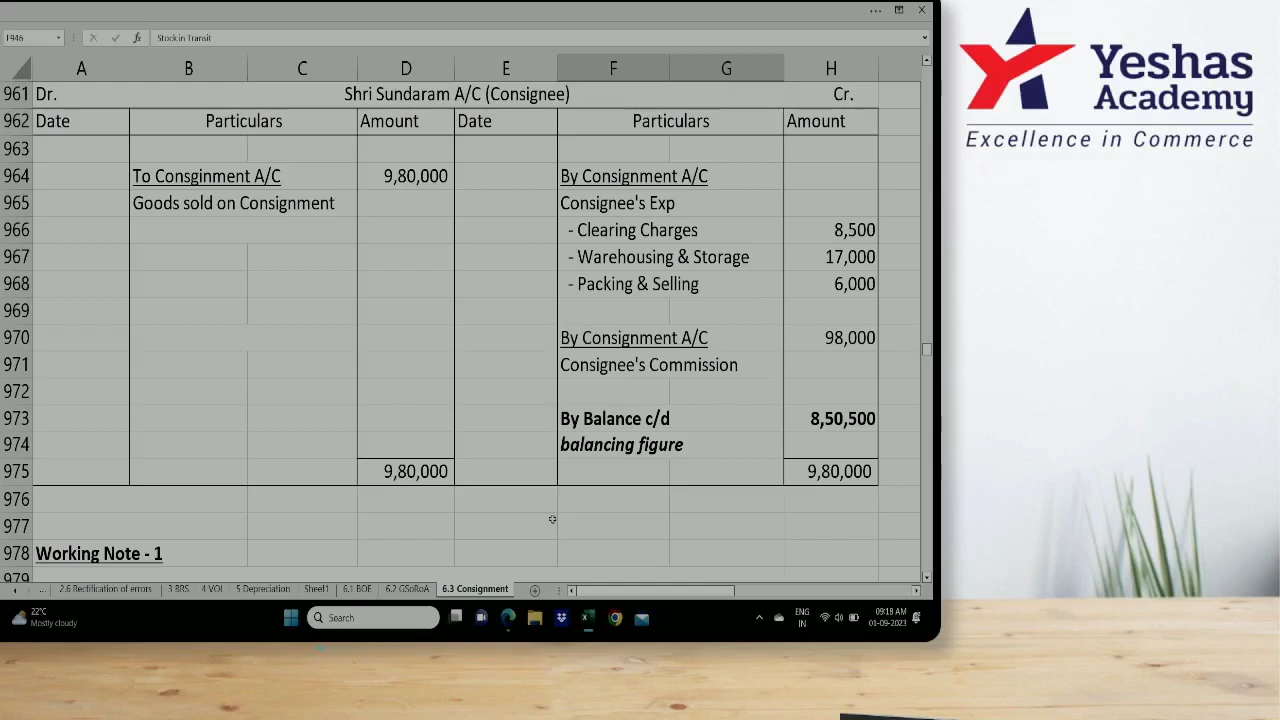 F946 fx Stock in Transit
A B C D E F G H
961 Dr. Shri Sundaram A/C (Consignee) Cr.
962 Date Particulars Amount Date Particulars Amount
963
964 To Consginment A/C 9,80,000 By Consignment A/C
965 Goods sold on Consignment Consignee's Exp
966 - Clearing Charges 8,500
967 - Warehousing & Storage 17,000
968 - Packing & Selling 6,000
969
970 By Consignment A/C 98,000
971 Consignee's Commission
972
973 By Balance c/d 8,50,500
974 balancing figure
975 9,80,000 9,80,000
976
977
978 Working Note - 1
979
... 2.6 Rectification of errors 3 BRS 4 VOI 5 Depreciation Sheet1 6.1 BOE 6.2 GSoRoA 6.3 Consignment
22°C
Mostly cloudy
Search
ENG
IN
09:18 AM
01-09-2023
Yeshas
Academy
Excellence in Commerce